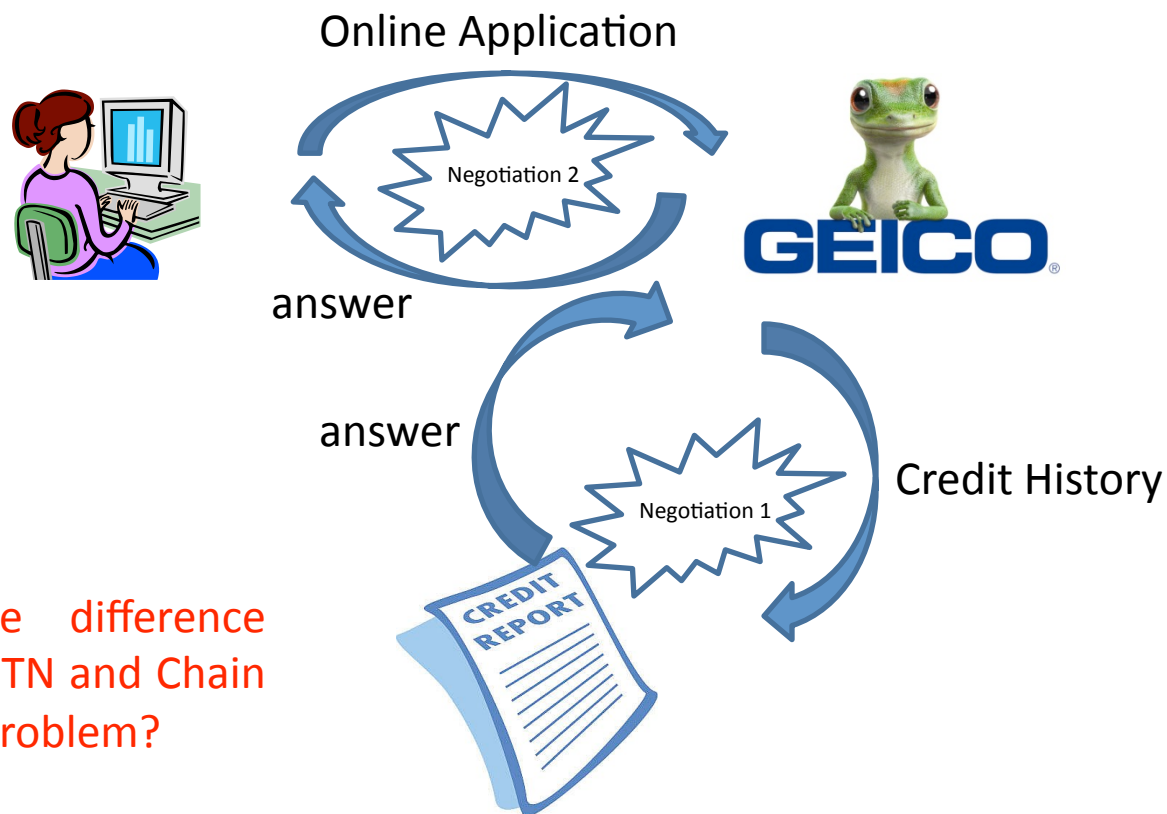 Online Application
Negotiation 2
GEICO®
answer
answer
Credit History
Negotiation 1
CREDIT
REPORT
e difference
TN and Chain
roblem?